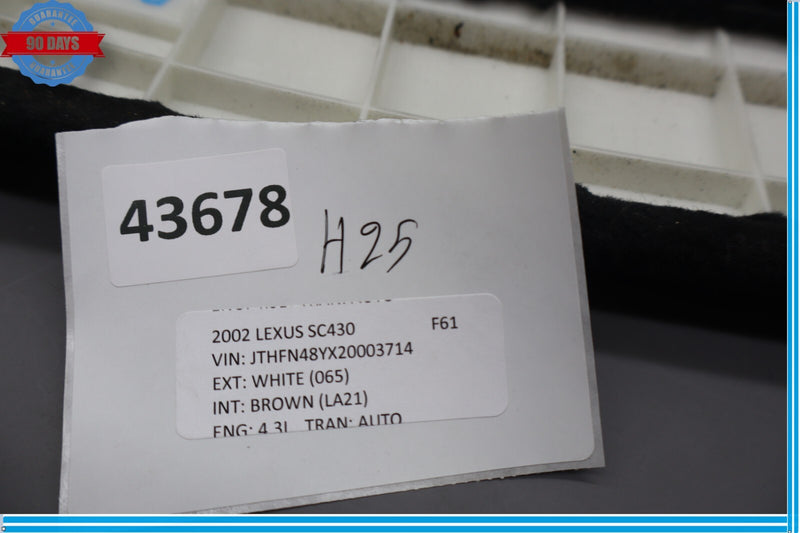 GUARANTEE
90 DAYS
GUARANTEE
43678
H25
2002 LEXUS SC430 F61
VIN: JTHFN48YX20003714
EXT: WHITE (065)
INT: BROWN (LA21)
ENG: 4.3L TRAN: AUTO